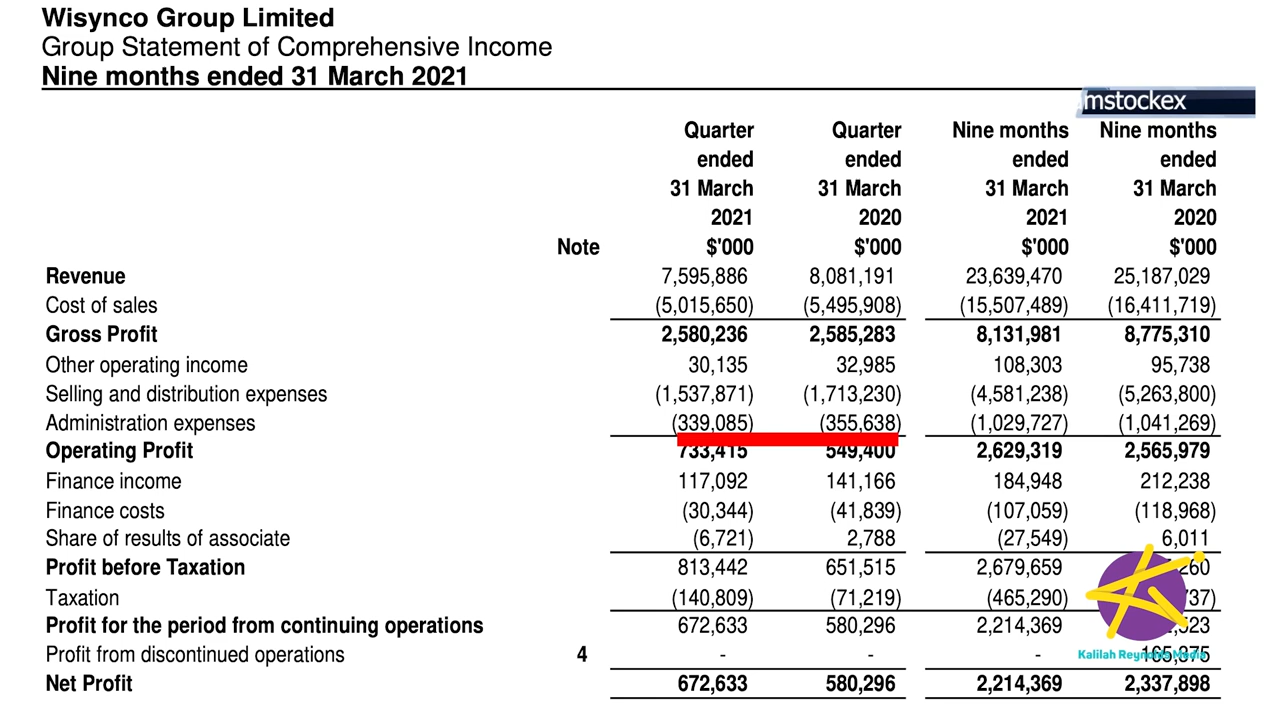 Wisynco Group Limited
Group Statement of Comprehensive Income
Nine months ended 31 March 2021
mstockex
Quarter Quarter Nine months Nine months
ended ended ended ended
31 March 31 March 31 March 31 March
2021 2020 2021 2020
Note $'000 $'000 $'000 $'000
Revenue 7,595,886 8,081,191 23,639,470 25,187,029
Cost of sales (5,015,650) (5,495,908) (15,507,489) (16,411,719)
Gross Profit 2,580,236 2,585,283 8,131,981 8,775,310
Other operating income 30,135 32,985 108,303 95,738
Selling and distribution expenses (1,537,871) (1,713,230) (4,581,238) (5,263,800)
Administration expenses (339,085) (355,638) (1,029,727) (1,041,269)
Operating Profit 733,415 549,400 2,629,319 2,565,979
Finance income 117,092 141,166 184,948 212,238
Finance costs (30,344) (41,839) (107,059) (118,968)
Share of results of associate (6,721) 2,788 (27,549) 6,011
Profit before Taxation 813,442 651,515 2,679,659
Taxation (140,809) (71,219) (465,290)
Profit for the period from continuing operations 672,633 580,296 2,214,369
Profit from discontinued operations 4 - - - 165,875
Kalilah Reynolds Media
Net Profit 672,633 580,296 2,214,369 2,337,898